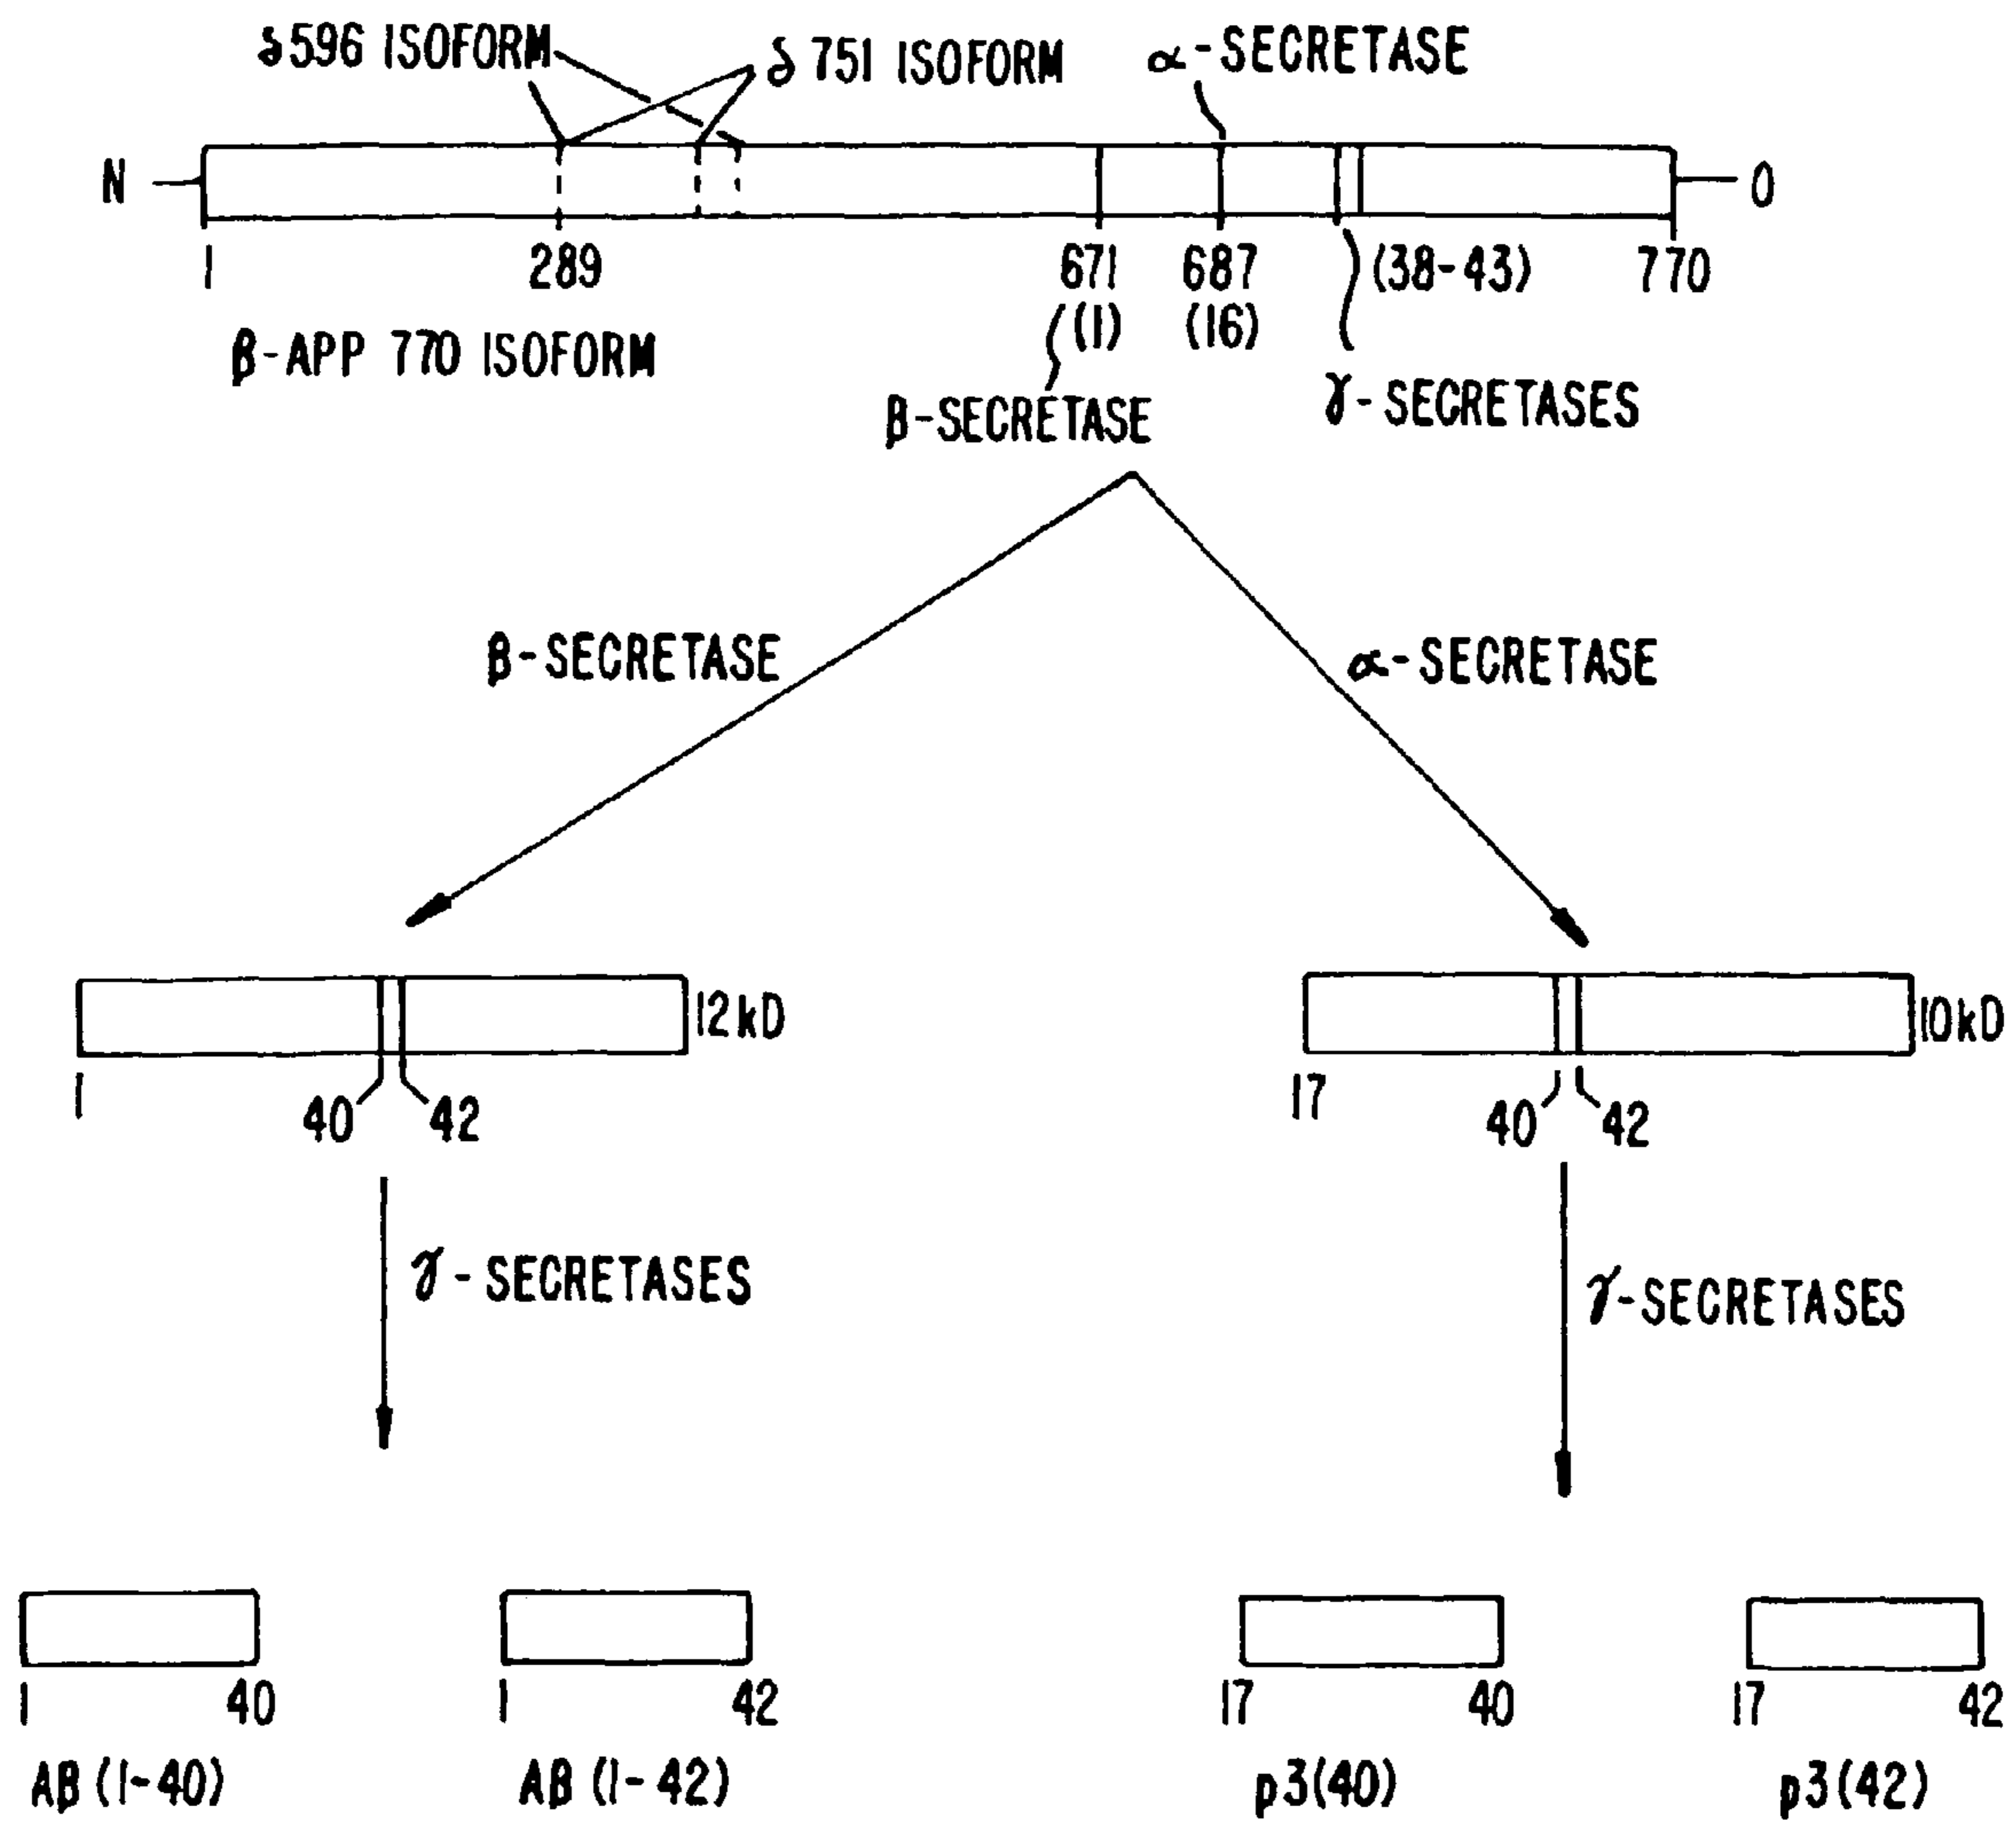 δ596 ISOFORM
δ 751 ISOFORM
α-SECRETASE
N
O
1
289
671
687
(38-43)
770
(1)
(16)
β-APP 770 ISOFORM
β-SECRETASE
γ-SECRETASES
β-SECRETASE
α-SECRETASE
12kD
10kD
1
40
42
17
40
42
γ-SECRETASES
γ-SECRETASES
1
40
1
42
17
40
17
42
Aβ (1-40)
Aβ (1-42)
p3(40)
p3(42)